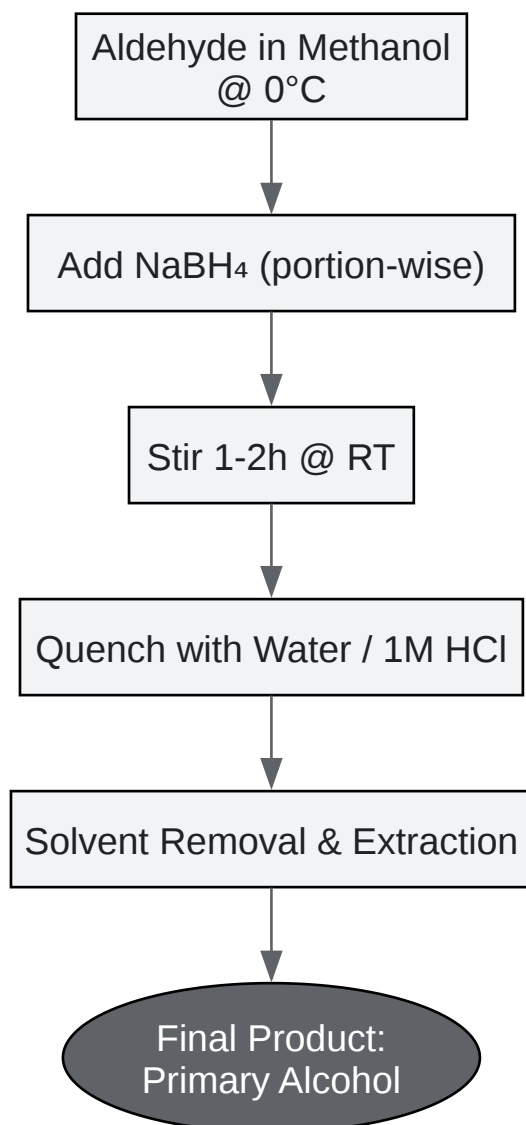 Aldehyde in Methanol
@ 0°C
Add NaBH₄ (portion-wise)
Stir 1-2h @ RT
Quench with Water / 1M HCl
Solvent Removal & Extraction
Final Product:
Primary Alcohol